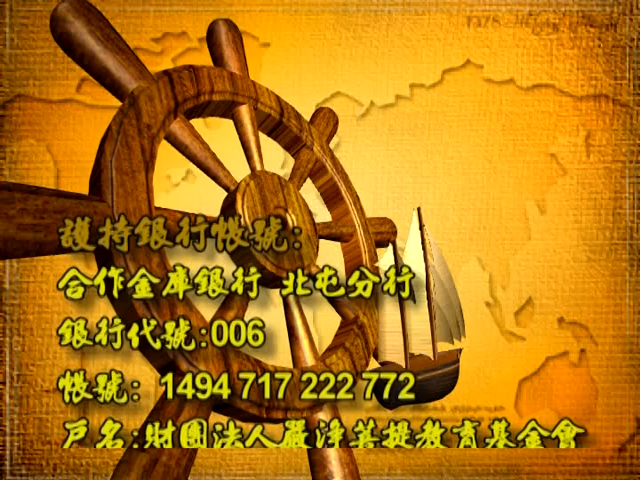 護持銀行帳號:
合作金庫銀行 北屯分行
銀行代號:006
帳號: 1494 717 222 772
戶名:財團法人嚴淨菩提教育基金會